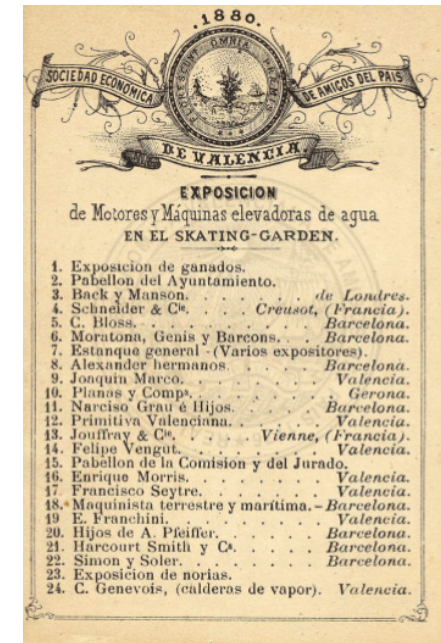 .1880.
SOCIEDAD ECONOMICA
DE AMIGOS DEL PAIS
FLORESCUNT OMNIA
DE VALENCIA.
EXPOSICION
de Motores y Máquinas elevadoras de agua
EN EL SKATING-GARDEN.
1. Exposicion de ganados.
2. Pabellon del Ayuntamiento.
3. Back y Manson. . . . . . de Londres.
4. Schneider & Cie. . . . Creusot, (Francia).
5. C. Bloss. . . . . . . . . Barcelona.
6. Moratona, Genis y Barcons. . Barcelona.
7. Estanque general - (Varios expositores).
8. Alexander hermanos. . . . . Barcelona.
9. Joaquin Marco. . . . . . . Valencia.
10. Planas y Compa. . . . . . Gerona.
11. Narciso Grau é Hijos. . . . Barcelona.
12. Primitiva Valenciana. . . . Valencia.
13. Jouffray & Cie. . . . Vienne, (Francia).
14. Felipe Vengut. . . . . . . Valencia.
15. Pabellon de la Comision y del Jurado.
16. Enrique Morris. . . . . . Valencia.
17. Francisco Seytre. . . . . . Valencia.
18. Maquinista terrestre y marítima. - Barcelona.
19 E. Franchini. . . . . . . Valencia.
20. Hijos de A. Pfeiffer. . . . . Barcelona.
21. Harcourt Smith y Ca. . . . . Barcelona.
22. Simon y Soler. . . . . . . Barcelona.
23. Exposicion de norias.
24. C. Genevois, (calderas de vapor). Valencia.